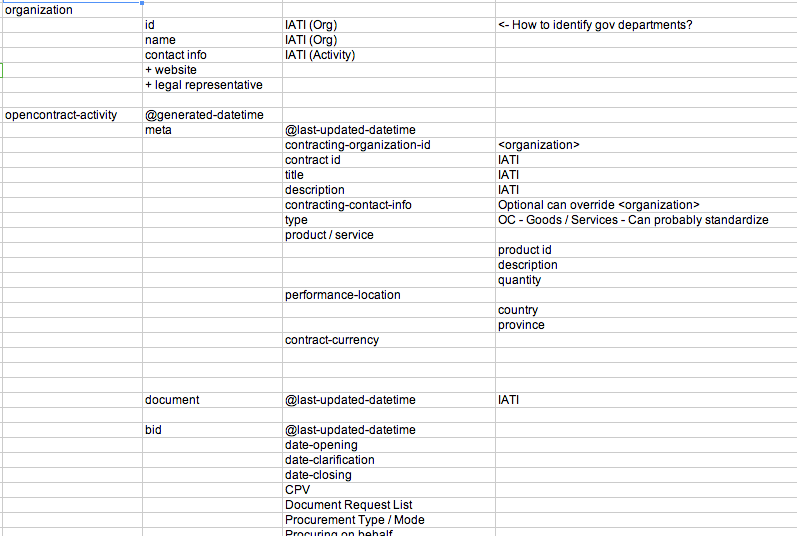 organization
id IATI (Org) <- How to identify gov departments?
name IATI (Org)
contact info IATI (Activity)
+ website
+ legal representative
opencontract-activity @generated-datetime
meta @last-updated-datetime
contracting-organization-id <organization>
contract id IATI
title IATI
description IATI
contracting-contact-info Optional can override <organization>
type OC - Goods / Services - Can probably standardize
product / service
product id
description
quantity
performance-location
country
province
contract-currency
document @last-updated-datetime IATI
bid @last-updated-datetime
date-opening
date-clarification
date-closing
CPV
Document Request List
Procurement Type / Mode
Procuring on behalf